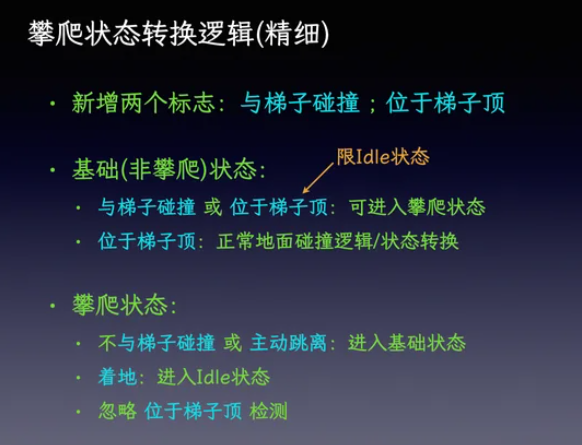 攀爬状态转换逻辑(精细)
· 新增两个标志：与梯子碰撞；位于梯子顶
限Idle状态
· 基础(非攀爬)状态：
· 与梯子碰撞 或 位于梯子顶：可进入攀爬状态
· 位于梯子顶：正常地面碰撞逻辑/状态转换
· 攀爬状态：
· 不与梯子碰撞 或 主动跳离：进入基础状态
· 着地：进入Idle状态
· 忽略 位于梯子顶 检测